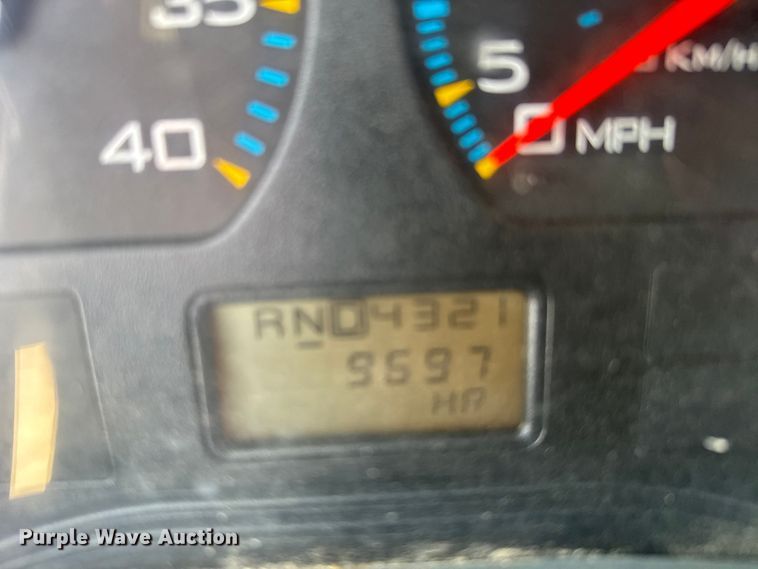 35
40
5
KM/H
0 MPH
RND4321
9597
HR
Purple Wave Auction